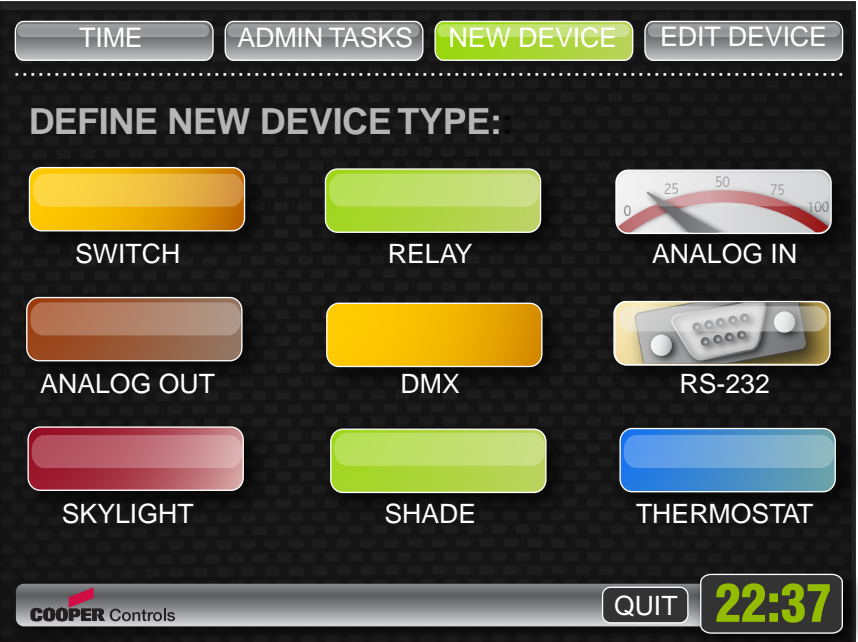 TIME ADMIN TASKS NEW DEVICE EDIT DEVICE
DEFINE NEW DEVICE TYPE:
0 25 50 75 100
SWITCH RELAY ANALOG IN
ANALOG OUT DMX RS-232
SKYLIGHT SHADE THERMOSTAT
COOPER Controls QUIT 22:37